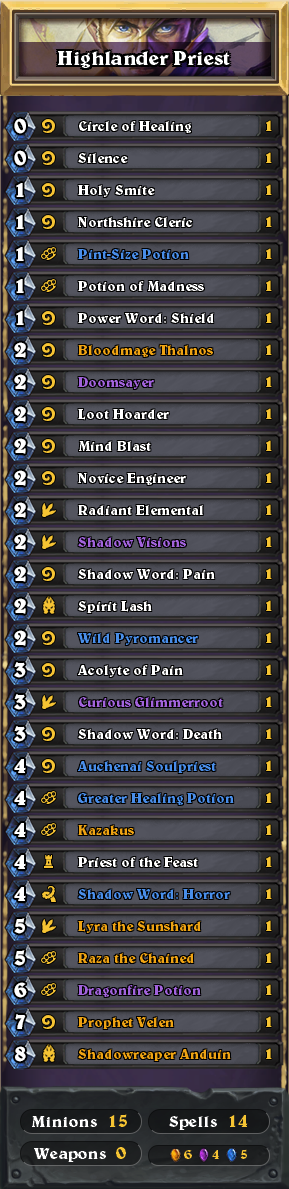 Highlander Priest
0 Circle of Healing 1
0 Silence 1
1 Holy Smite 1
1 Northshire Cleric 1
1 Pint-Size Potion 1
1 Potion of Madness 1
1 Power Word: Shield 1
2 Bloodmage Thalnos 1
2 Doomsayer 1
2 Loot Hoarder 1
2 Mind Blast 1
2 Novice Engineer 1
2 Radiant Elemental 1
2 Shadow Visions 1
2 Shadow Word: Pain 1
2 Spirit Lash 1
2 Wild Pyromancer 1
3 Acolyte of Pain 1
3 Curious Glimmerroot 1
3 Shadow Word: Death 1
4 Auchenai Soulpriest 1
4 Greater Healing Potion 1
4 Kazakus 1
4 Priest of the Feast 1
4 Shadow Word: Horror 1
5 Lyra the Sunshard 1
5 Raza the Chained 1
6 Dragonfire Potion 1
7 Prophet Velen 1
8 Shadowreaper Anduin 1
Minions 15 Spells 14
Weapons 0 6 4 5